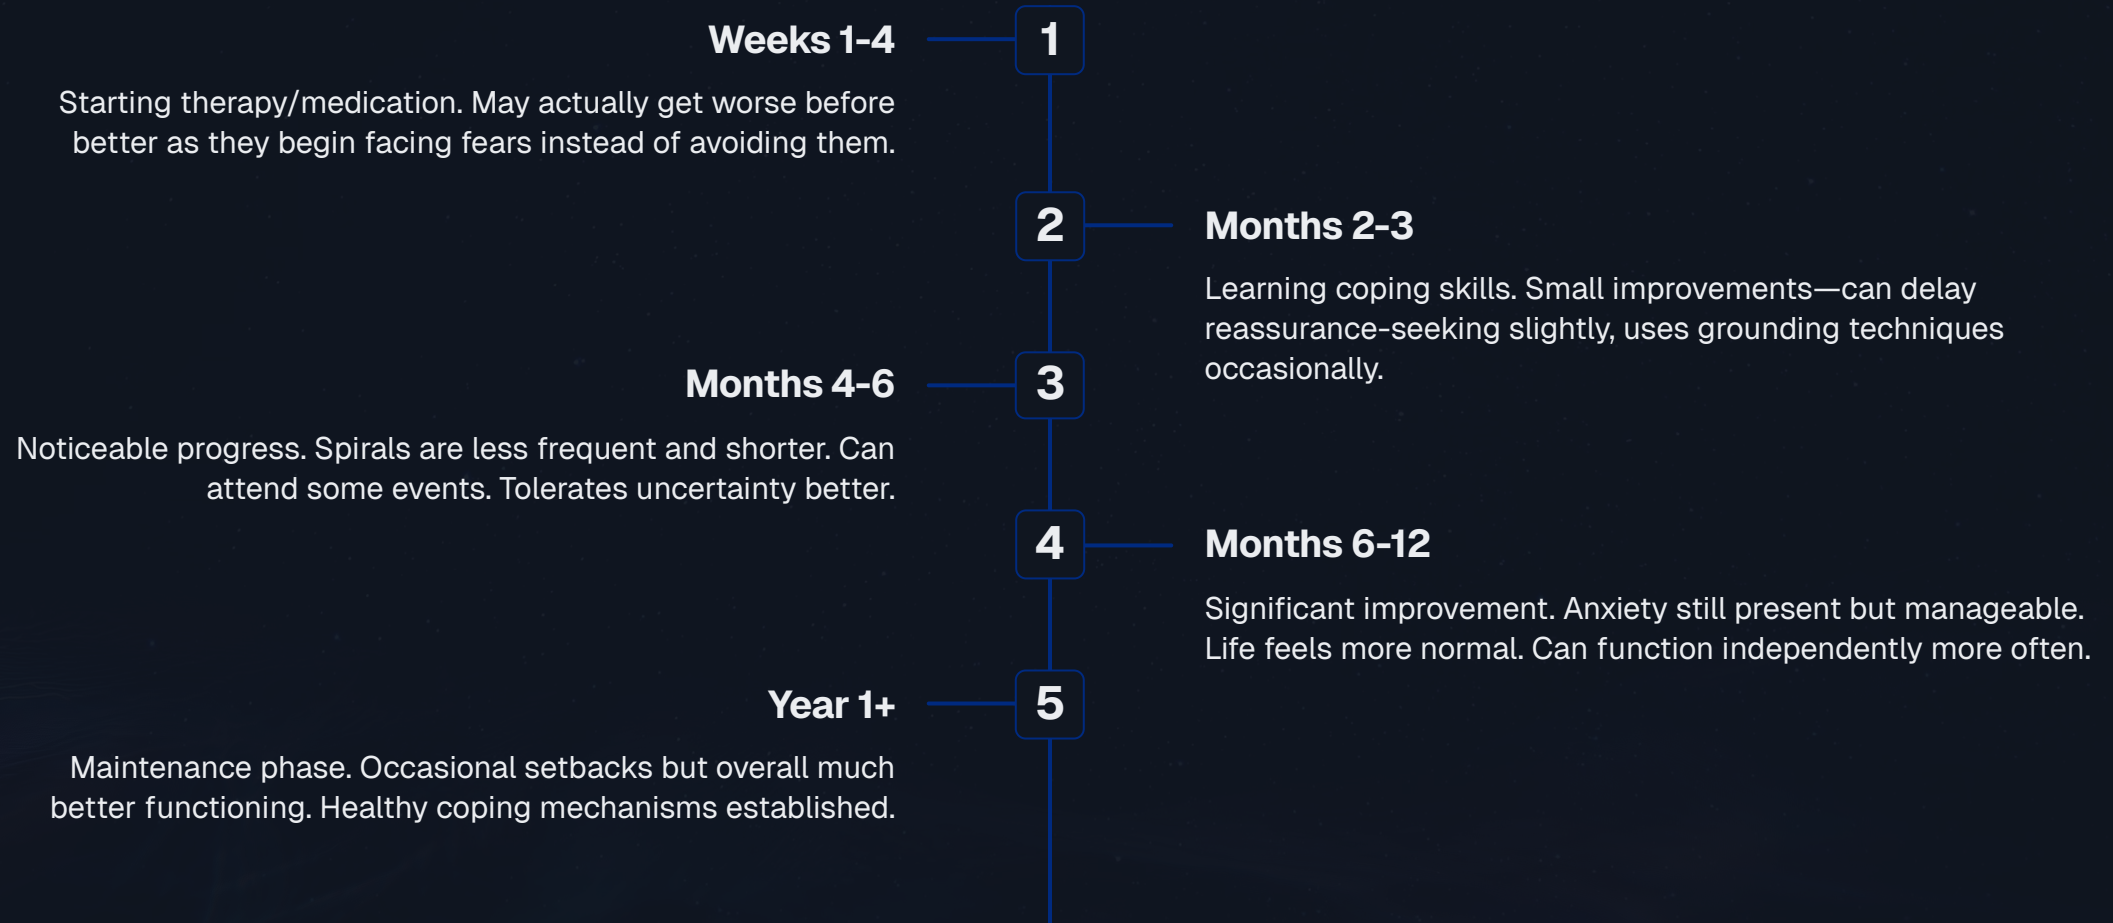 Weeks 1-4
1
Starting therapy/medication. May actually get worse before
better as they begin facing fears instead of avoiding them.
2
Months 2-3
Learning coping skills. Small improvements—can delay
reassurance-seeking slightly, uses grounding techniques
occasionally.
Months 4-6
3
Noticeable progress. Spirals are less frequent and shorter. Can
attend some events. Tolerates uncertainty better.
4
Months 6-12
Significant improvement. Anxiety still present but manageable.
Life feels more normal. Can function independently more often.
Year 1+
5
Maintenance phase. Occasional setbacks but overall much
better functioning. Healthy coping mechanisms established.